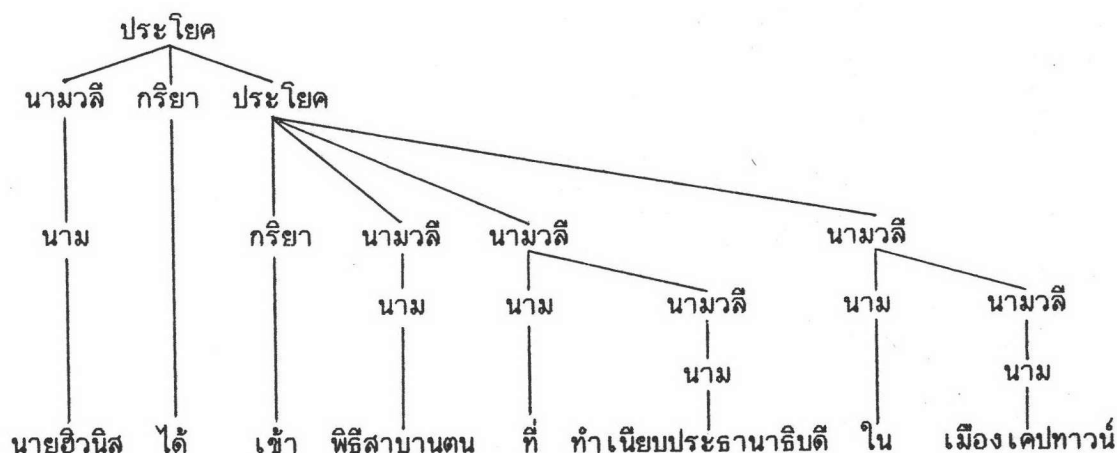 ประโยค
นามวลี กริยา ประโยค
นาม กริยา นามวลี นามวลี นามวลี
นาม นาม นามวลี นาม นามวลี
นาม นาม
นายฮิวนิส ได้ เข้า พิธีสาบานตน ที่ ทำเนียบประธานาธิบดี ใน เมืองเคปทาวน์